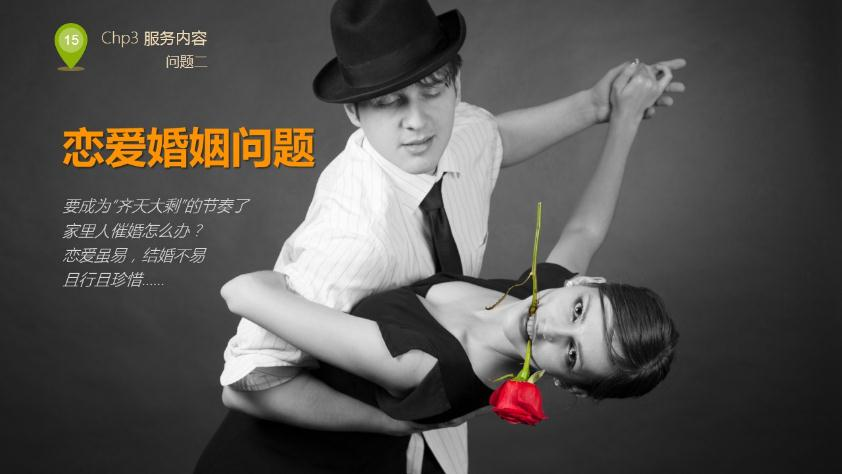 15
Chp3 服务内容
问题二
恋爱婚姻问题
要成为“齐天大剩”的节奏了
家里人催婚怎么办？
恋爱虽易，结婚不易
且行且珍惜......